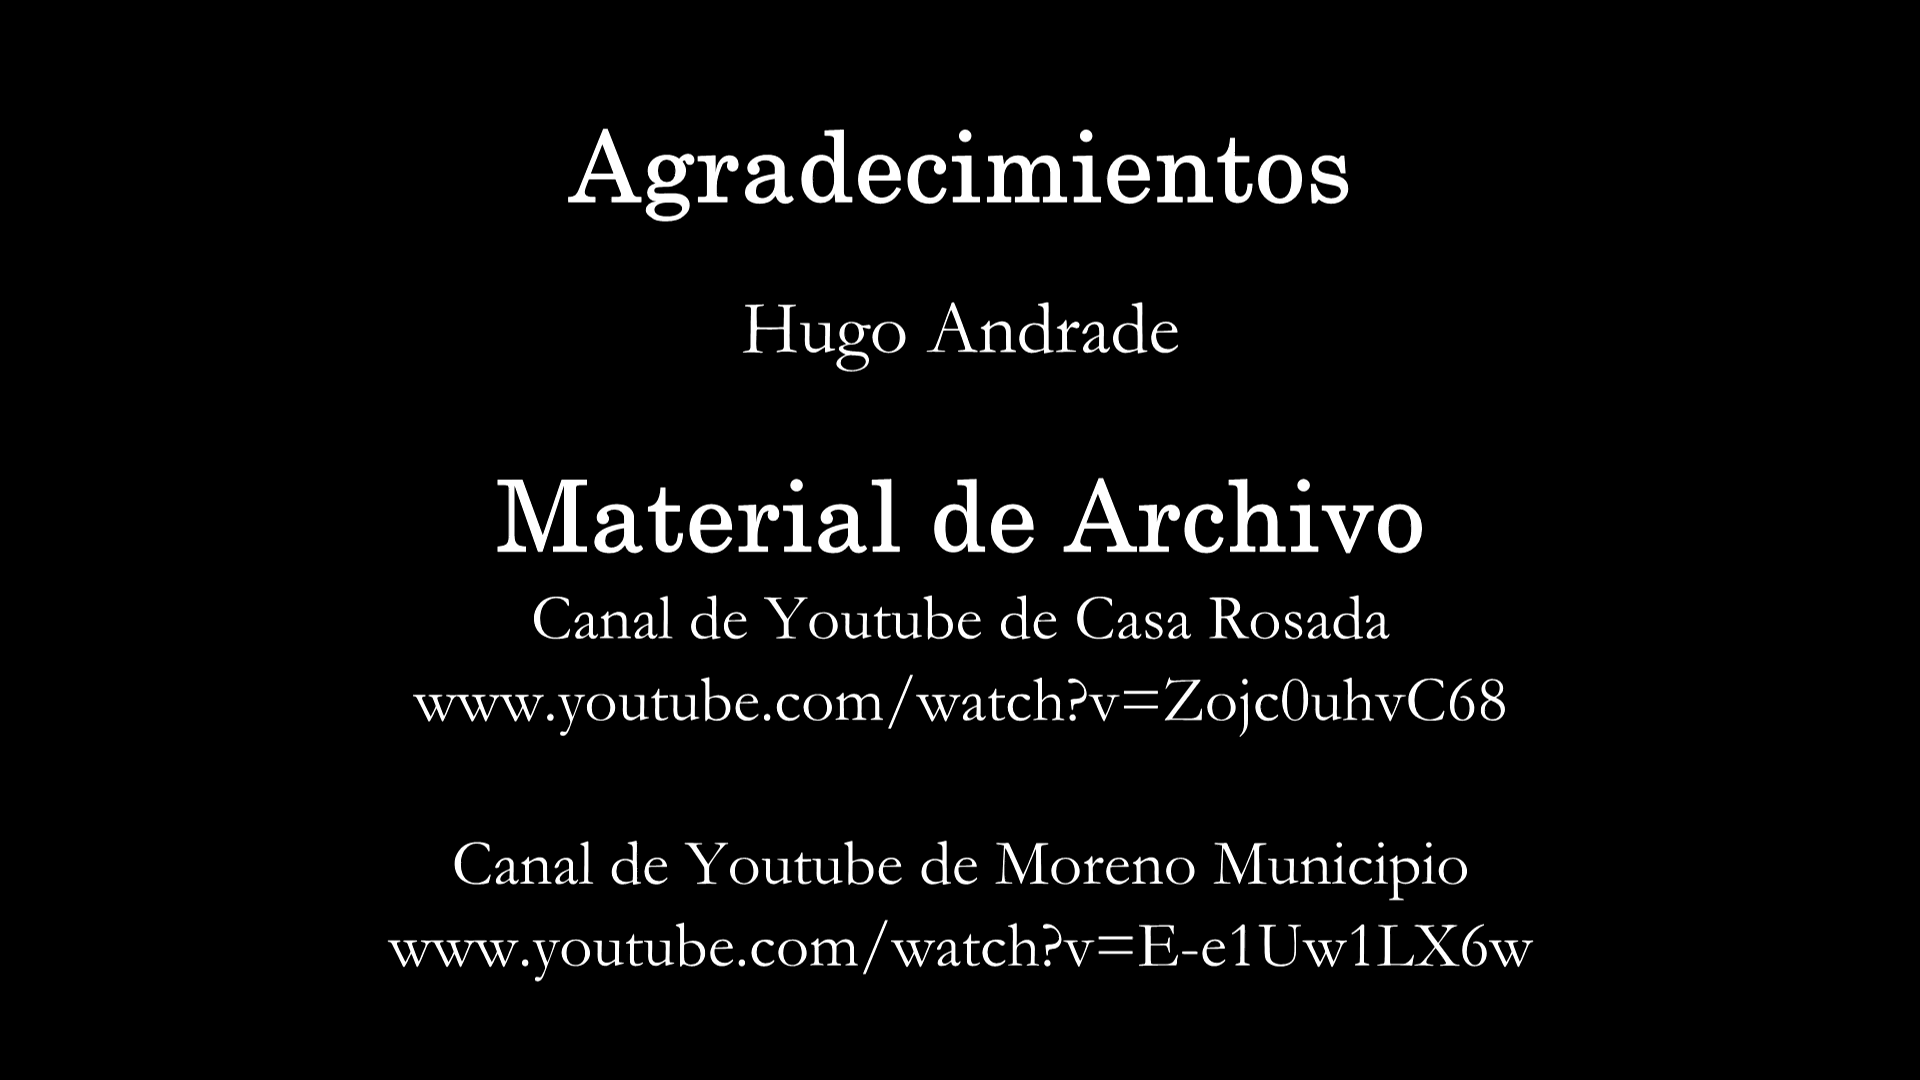 Agradecimientos
Hugo Andrade
Material de Archivo
Canal de Youtube de Casa Rosada
www.youtube.com/watch?v=Zojc0uhvC68
Canal de Youtube de Moreno Municipio
www.youtube.com/watch?v=E-e1Uw1LX6w